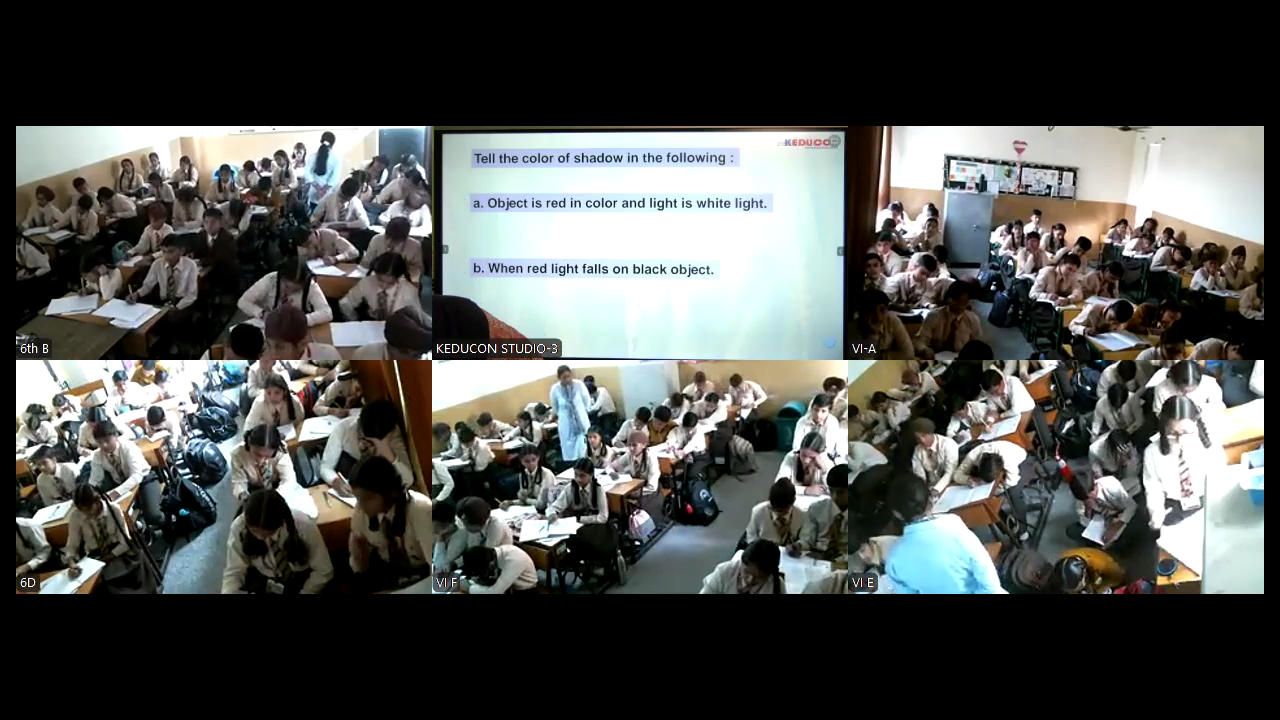 KEDUCON
Tell the color of shadow in the following :
a. Object is red in color and light is white light.
b. When red light falls on black object.
6th B
KEDUCON STUDIO-3
VI-A
6D
VI F
VI E